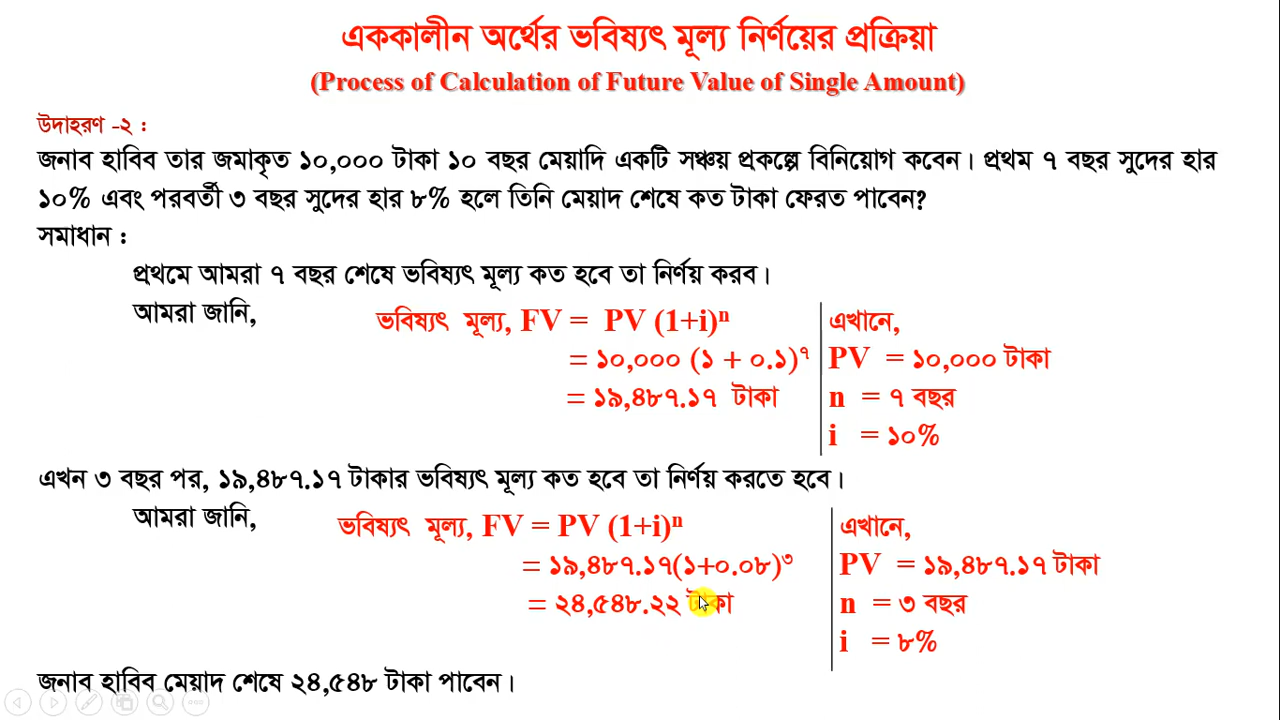 এককালীন অর্থের ভবিষ্যৎ মূল্য নির্ণয়ের প্রক্রিয়া
(Process of Calculation of Future Value of Single Amount)
উদাহরণ -২ :
জনাব হাবিব তার জমাকৃত ১০,০০০ টাকা ১০ বছর মেয়াদি একটি সঞ্চয় প্রকল্পে বিনিয়োগ কবেন। প্রথম ৭ বছর সুদের হার
১০% এবং পরবর্তী ৩ বছর সুদের হার ৮% হলে তিনি মেয়াদ শেষে কত টাকা ফেরত পাবেন?
সমাধান :
প্রথমে আমরা ৭ বছর শেষে ভবিষ্যৎ মূল্য কত হবে তা নির্ণয় করব।
আমরা জানি,
ভবিষ্যৎ মূল্য, FV = PV (1+i)ⁿ
= ১০,০০০ (১ + ০.১)^৭
= ১৯,৪৮৭.১৭ টাকা
এখানে,
PV = ১০,০০০ টাকা
n = ৭ বছর
i = ১০%
এখন ৩ বছর পর, ১৯,৪৮৭.১৭ টাকার ভবিষ্যৎ মূল্য কত হবে তা নির্ণয় করতে হবে।
আমরা জানি,
ভবিষ্যৎ মূল্য, FV = PV (1+i)ⁿ
= ১৯,৪৮৭.১৭(১+০.০৮)^৩
= ২৪,৫৪৮.২২ টাকা
এখানে,
PV = ১৯,৪৮৭.১৭ টাকা
n = ৩ বছর
i = ৮%
জনাব হাবিব মেয়াদ শেষে ২৪,৫৪৮ টাকা পাবেন।